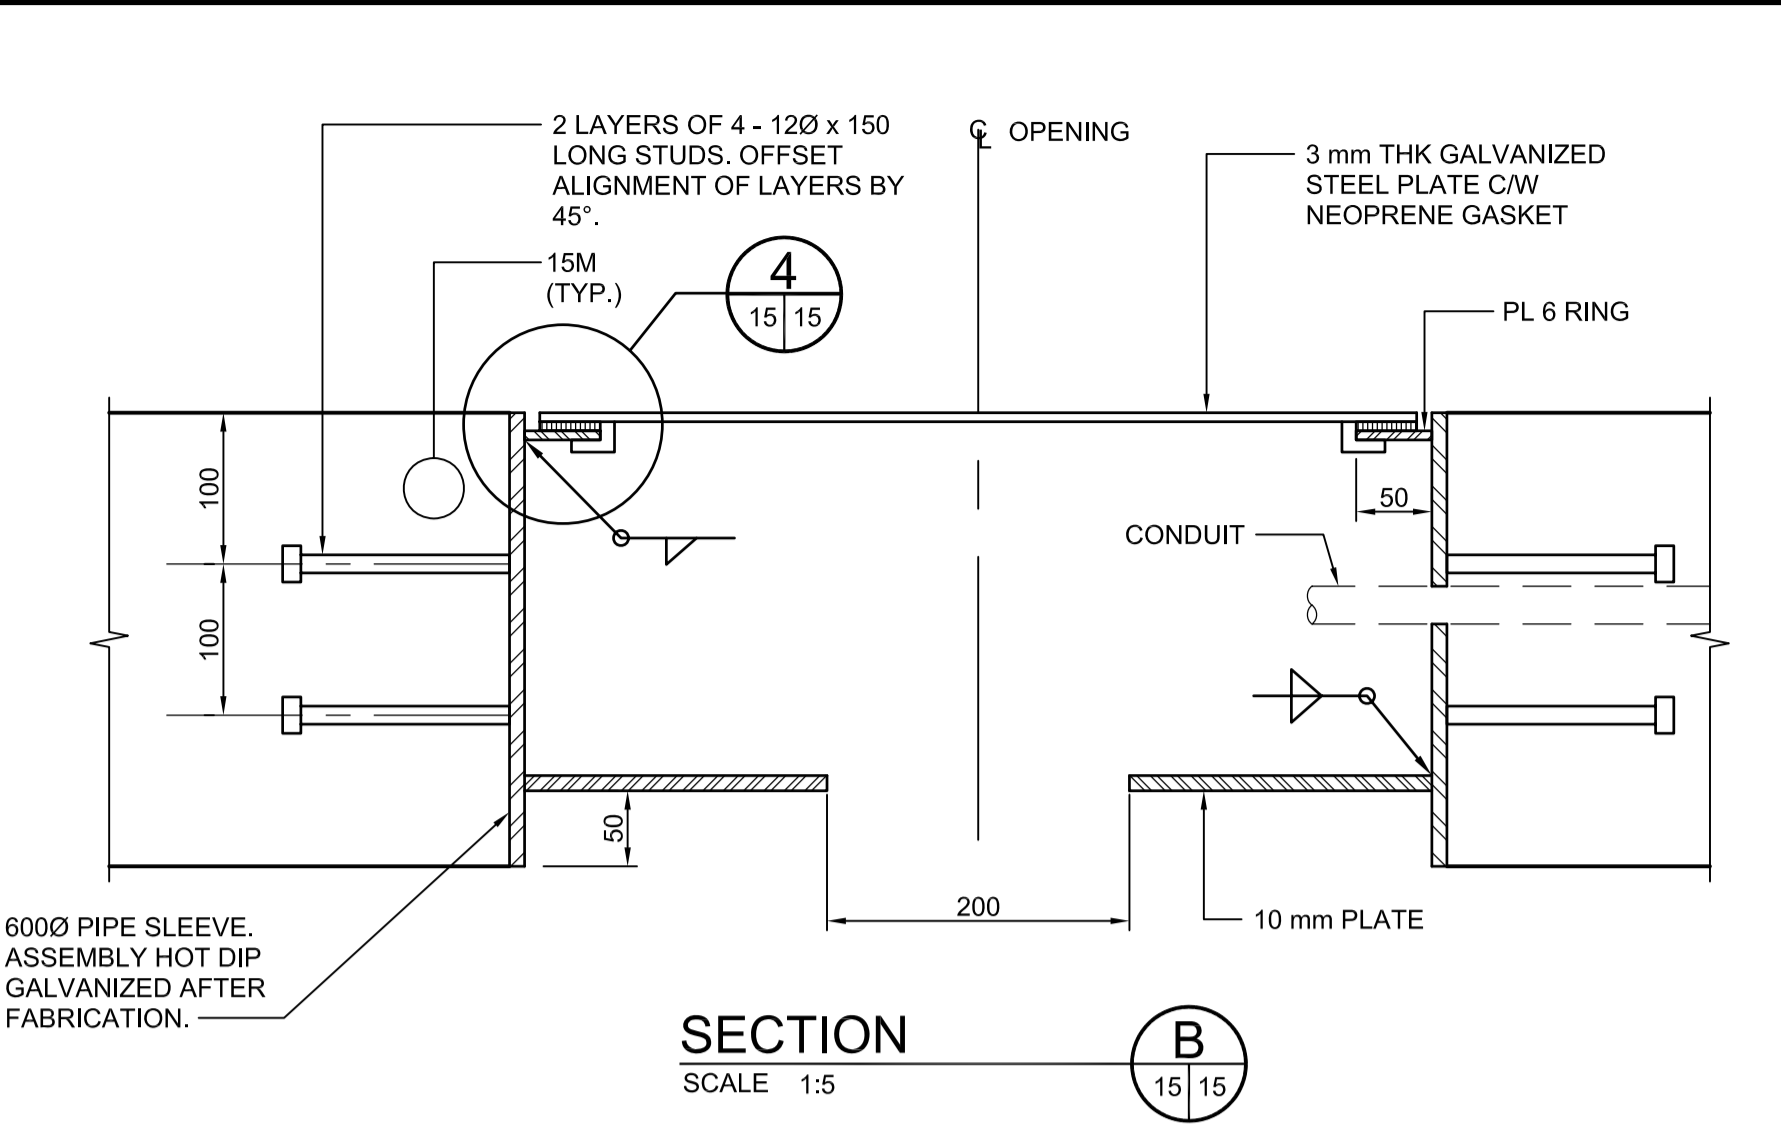 2 LAYERS OF 4 - 12Ø x 150
LONG STUDS. OFFSET
ALIGNMENT OF LAYERS BY
45°.
15M
(TYP.)
4
15 15
℄ OPENING
3 mm THK GALVANIZED
STEEL PLATE C/W
NEOPRENE GASKET
PL 6 RING
100
100
50
CONDUIT
50
200
10 mm PLATE
600Ø PIPE SLEEVE.
ASSEMBLY HOT DIP
GALVANIZED AFTER
FABRICATION.
SECTION
SCALE 1:5
B
15 15